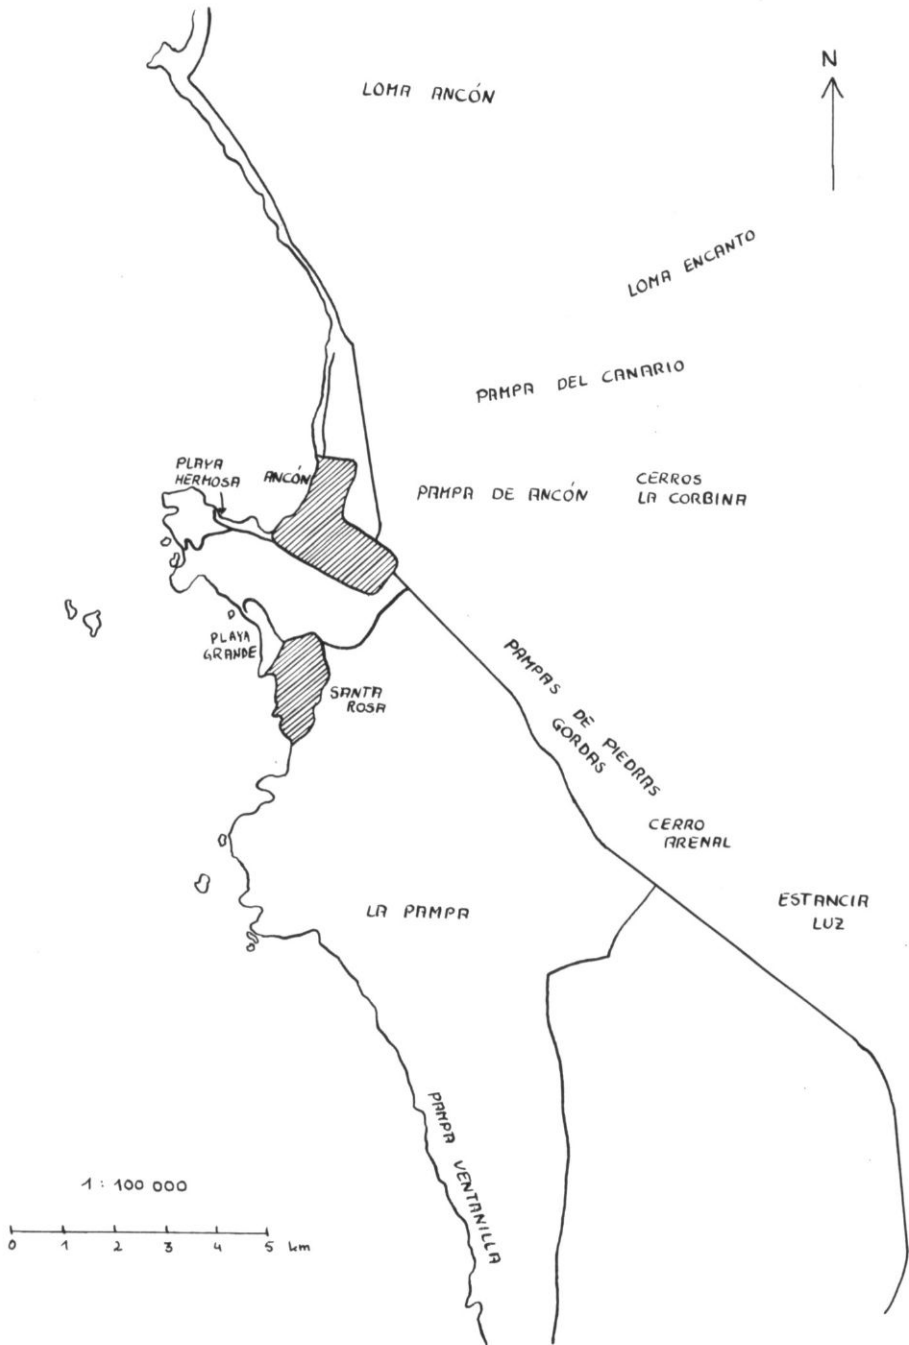 N
LOMA ANCÓN
LOMA ENCANTO
PAMPA DEL CANARIO
PLAYA
HERMOSA
ANCÓN
PAMPA DE ANCÓN
CERROS
LA CORBINA
PLAYA
GRANDE
SANTA
ROSA
PAMPAS DE PIEDRAS
GORDAS
CERRO
ARENAL
ESTANCIA
LUZ
LA PAMPA
PAMPA VENTANILLA
1 : 100 000
0 1 2 3 4 5 km